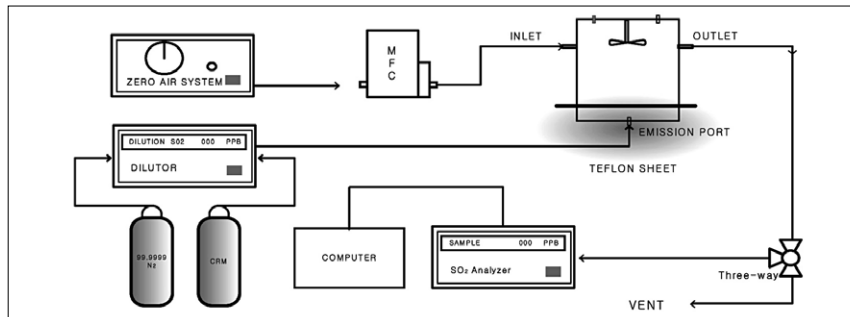 INLET
OUTLET
M
F
C
ZERO AIR SYSTEM
EMISSION PORT
DILUTION S02 000 PPB
DILUTOR
TEFLON SHEET
99.9999
N₂
CRM
COMPUTER
SAMPLE 000 PPB
SO₂ Analyzer
Three-way
VENT